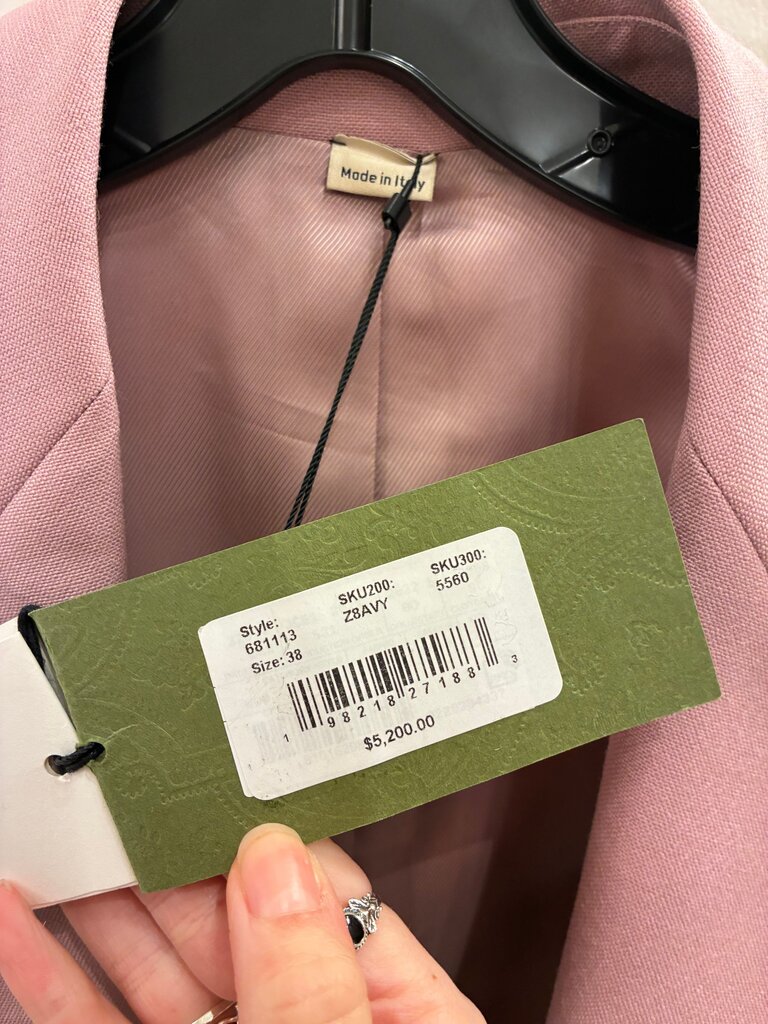 Made in Italy
Style:
681113
SKU200:
Z8AVY
SKU300:
5560
Size: 38
1 98218 27188 3
$5,200.00